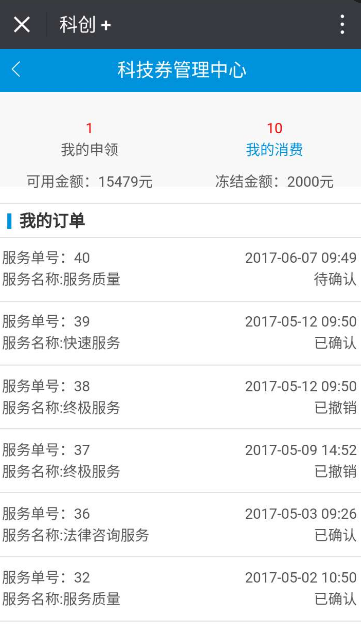 科创 +
科技券管理中心
1 10
我的申领 我的消费
可用金额：15479元 冻结金额：2000元
我的订单
服务单号：40 2017-06-07 09:49
服务名称:服务质量 待确认
服务单号：39 2017-05-12 09:50
服务名称:快速服务 已确认
服务单号：38 2017-05-12 09:50
服务名称:终极服务 已撤销
服务单号：37 2017-05-09 14:52
服务名称:终极服务 已撤销
服务单号：36 2017-05-03 09:26
服务名称:法律咨询服务 已确认
服务单号：32 2017-05-02 10:50
服务名称:服务质量 已确认